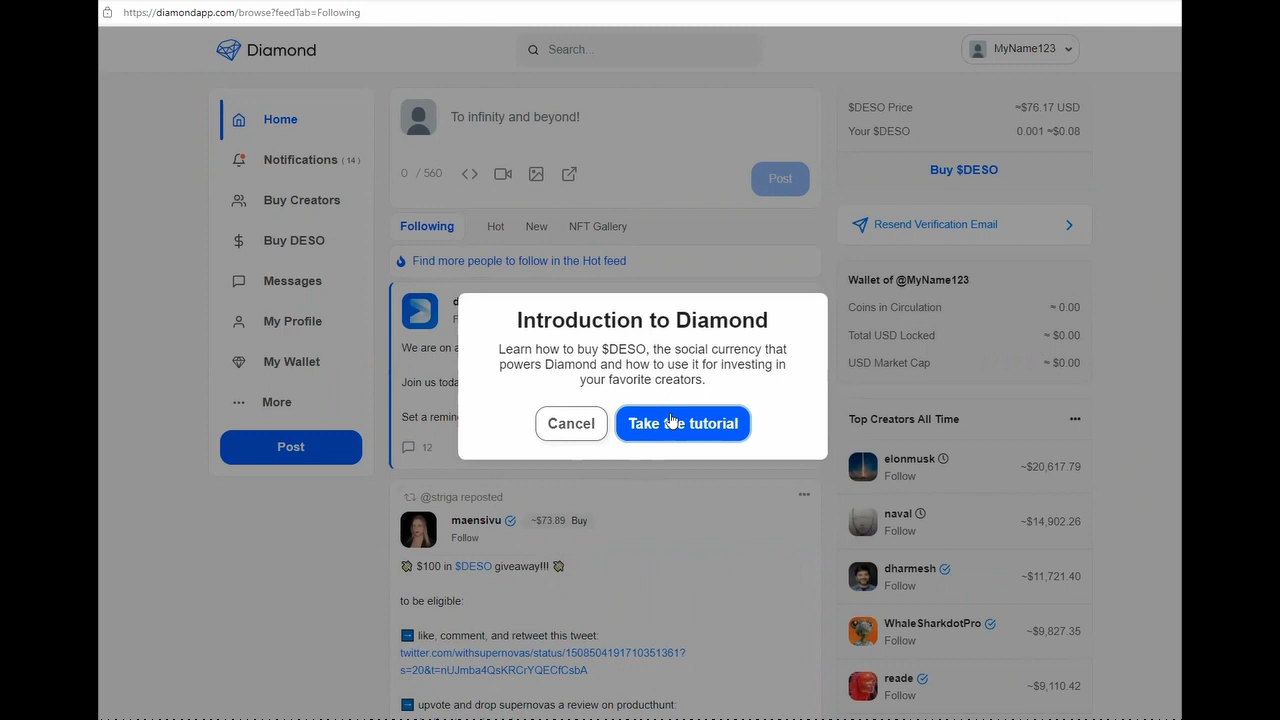 https://diamondapp.com/browse?feedTab=Following
Diamond
Search...
MyName123
Home
Notifications (14)
Buy Creators
Buy DESO
Messages
My Profile
My Wallet
More
Post
To infinity and beyond!
0 / 560
Post
Following Hot New NFT Gallery
Find more people to follow in the Hot feed
We are on a
Join us toda
Set a remin
12
Introduction to Diamond
Learn how to buy $DESO, the social currency that
powers Diamond and how to use it for investing in
your favorite creators.
Cancel
Take the tutorial
@striga reposted
maensivu ~$73.89 Buy
Follow
$100 in $DESO giveaway!!!
to be eligible:
like, comment, and retweet this tweet:
twitter.com/withsupernovas/status/1508504191710351361?
s=20&t=nUJmba4QsKRCrYQECfCsbA
upvote and drop supernovas a review on producthunt:
$DESO Price ≈$76.17 USD
Your $DESO 0.001 ≈$0.08
Buy $DESO
Resend Verification Email
Wallet of @MyName123
Coins in Circulation ≈ 0.00
Total USD Locked ≈ $0.00
USD Market Cap ≈ $0.00
Top Creators All Time
elonmusk
Follow
~$20,617.79
naval
Follow
~$14,902.26
dharmesh
Follow
~$11,721.40
WhaleSharkdotPro
Follow
~$9,827.35
reade
Follow
~$9,110.42